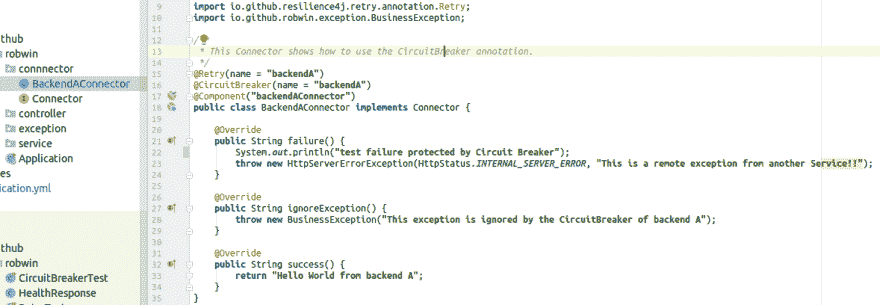 thub
robwin
connnector
BackendAConnector
Connector
controller
exception
service
Application
es
ication.yml
thub
robwin
CircuitBreakerTest
HealthResponse
9 import io.github.resilience4j.retry.annotation.Retry;
10 import io.github.robwin.exception.BusinessException;
11
12 /**
13 * This Connector shows how to use the CircuitBreaker annotation.
14 */
15 @Retry(name = "backendA")
16 @CircuitBreaker(name = "backendA")
17 @Component("backendAConnector")
18 public class BackendAConnector implements Connector {
19
20 @Override
21 public String failure() {
22 System.out.println("test failure protected by Circuit Breaker");
23 throw new HttpServerErrorException(HttpStatus.INTERNAL_SERVER_ERROR, "This is a remote exception from another Service!!");
24 }
25
26 @Override
27 public String ignoreException() {
28 throw new BusinessException("This exception is ignored by the CircuitBreaker of backend A");
29 }
30
31 @Override
32 public String success() {
33 return "Hello World from backend A";
34 }
35 }